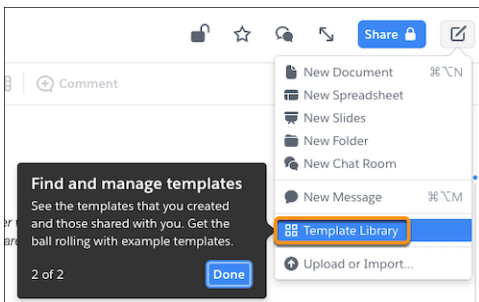 Share
Comment
New Document ⌘⌥N
New Spreadsheet
New Slides
New Folder
New Chat Room
New Message ⌘⌥M
Template Library
Upload or Import...
Find and manage templates
See the templates that you created
and those shared with you. Get the
ball rolling with example templates.
2 of 2
Done